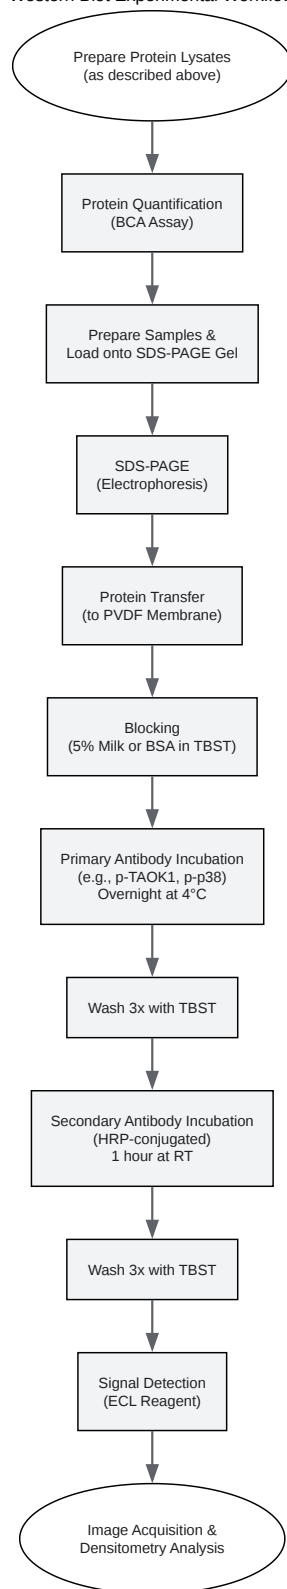 Western Blot Experimental Workflow
Prepare Protein Lysates
(as described above)
Protein Quantification
(BCA Assay)
Prepare Samples &
Load onto SDS-PAGE Gel
SDS-PAGE
(Electrophoresis)
Protein Transfer
(to PVDF Membrane)
Blocking
(5% Milk or BSA in TBST)
Primary Antibody Incubation
(e.g., p-TAOK1, p-p38)
Overnight at 4°C
Wash 3x with TBST
Secondary Antibody Incubation
(HRP-conjugated)
1 hour at RT
Wash 3x with TBST
Signal Detection
(ECL Reagent)
Image Acquisition &
Densitometry Analysis